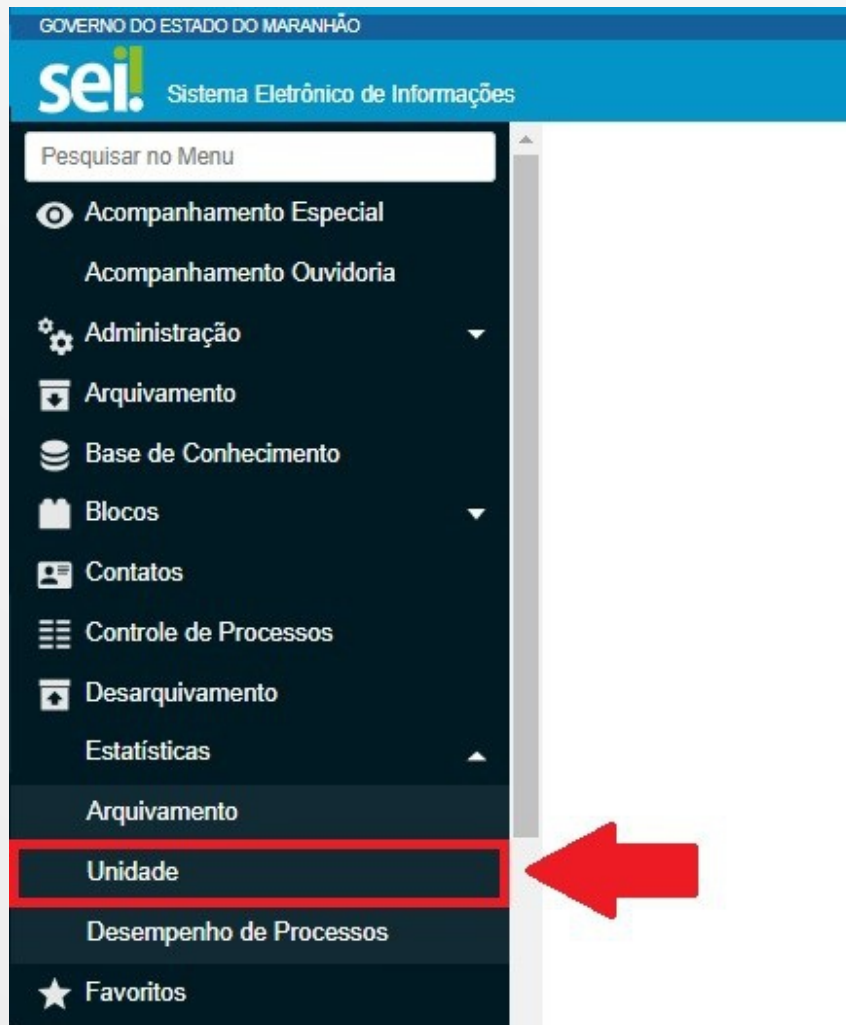 GOVERNO DO ESTADO DO MARANHÃO
sei! Sistema Eletrônico de Informações
Pesquisar no Menu
Acompanhamento Especial
Acompanhamento Ouvidoria
Administração
Arquivamento
Base de Conhecimento
Blocos
Contatos
Controle de Processos
Desarquivamento
Estatísticas
Arquivamento
Unidade
Desempenho de Processos
Favoritos